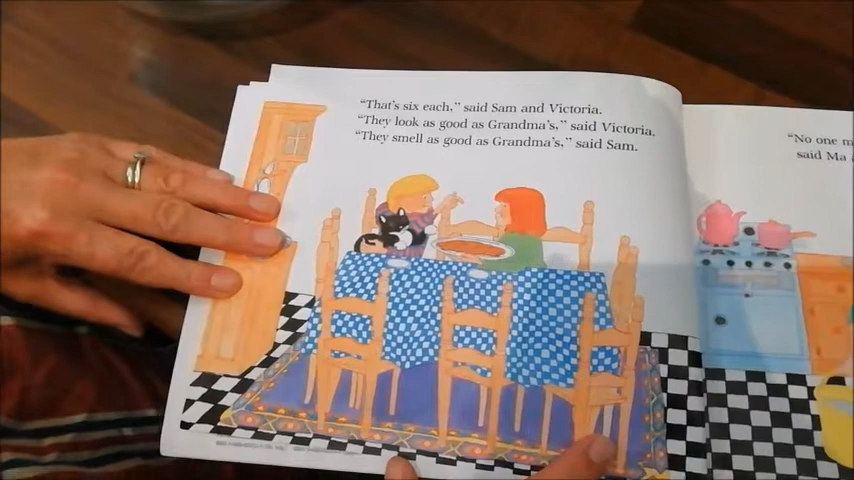 “That’s six each,” said Sam and Victoria.
“They look as good as Grandma’s,” said Victoria.
“They smell as good as Grandma’s,” said Sam.
“No one m
said Ma a